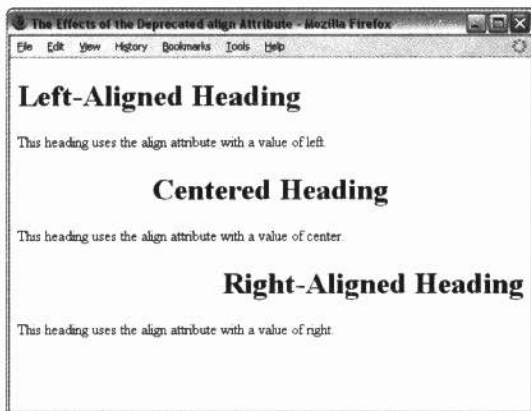 The Effects of the Deprecated align Attribute - Mozilla Firefox
File Edit View History Bookmarks Tools Help
Left-Aligned Heading
This heading uses the align attribute with a value of left.
Centered Heading
This heading uses the align attribute with a value of center.
Right-Aligned Heading
This heading uses the align attribute with a value of right.